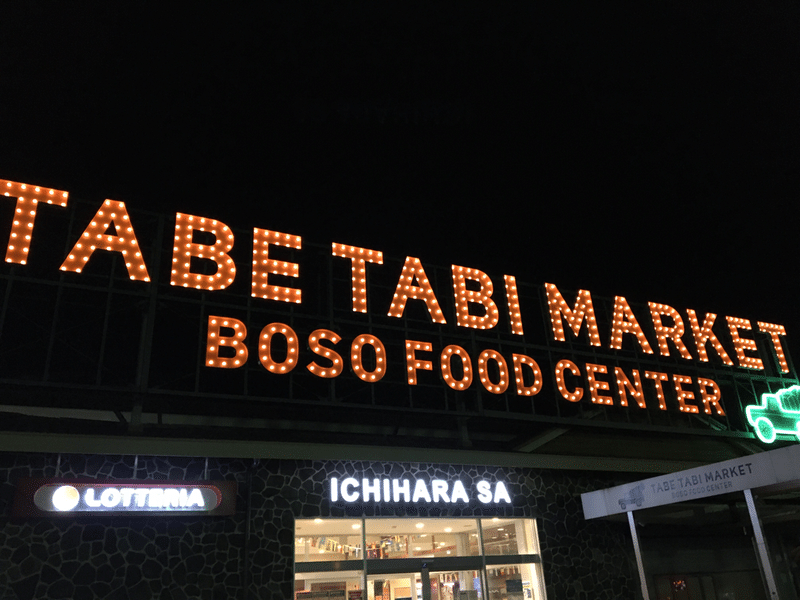 TABE TABI MARKET
BOSO FOOD CENTER
LOTTERIA
ICHIHARA SA
TABE TABI MARKET
BOSO FOOD CENTER